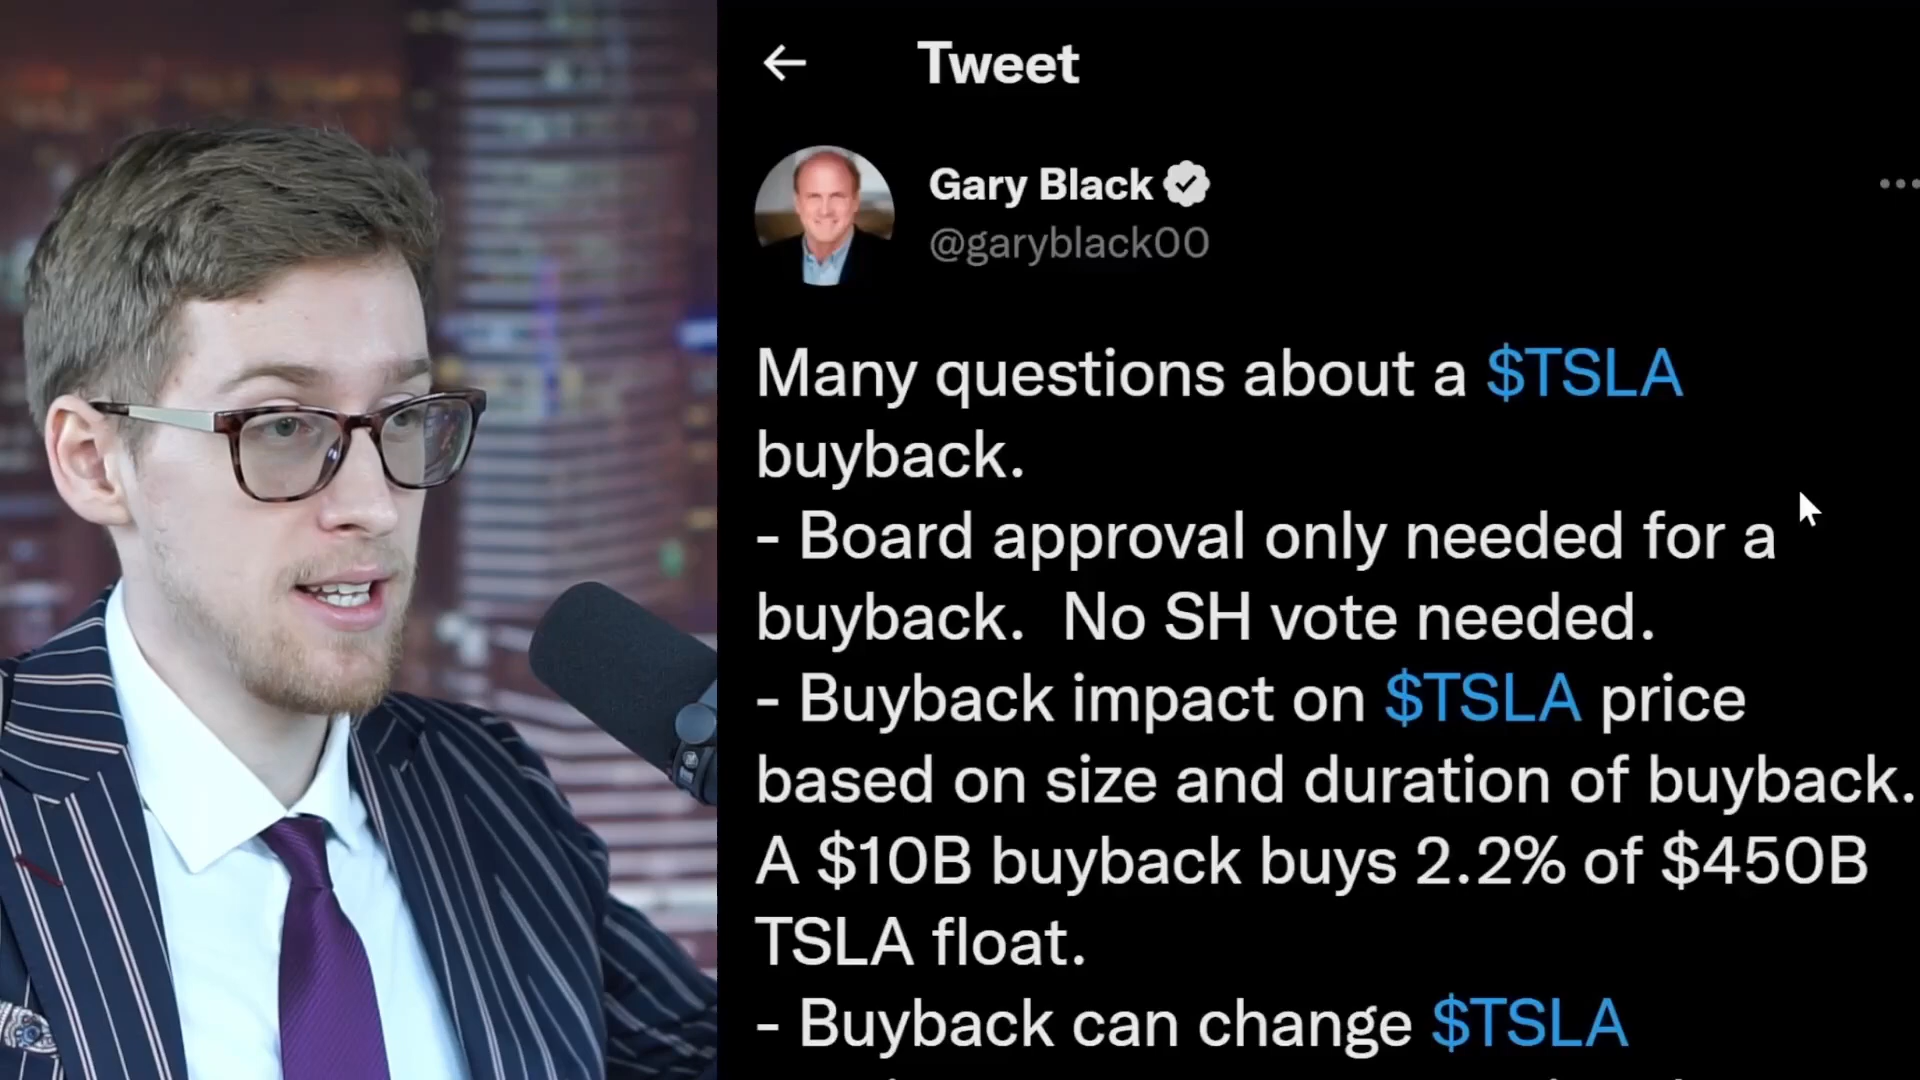 Tweet
Gary Black
@garyblack00
Many questions about a $TSLA
buyback.
- Board approval only needed for a
buyback.  No SH vote needed.
- Buyback impact on $TSLA price
based on size and duration of buyback.
A $10B buyback buys 2.2% of $450B
TSLA float.
- Buyback can change $TSLA